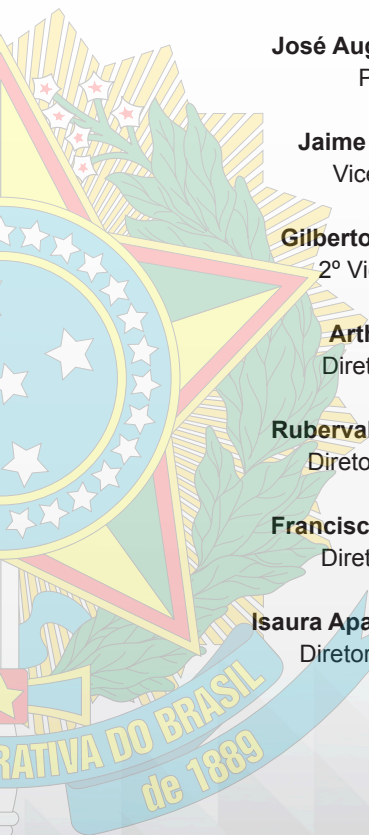 José Aug
P
Jaime
Vice
Gilberto
2º Vi
Arth
Diret
Ruberval
Direto
Francisc
Diret
Isaura Apa
Diretor
RATIVA DO BRASIL
de 1889